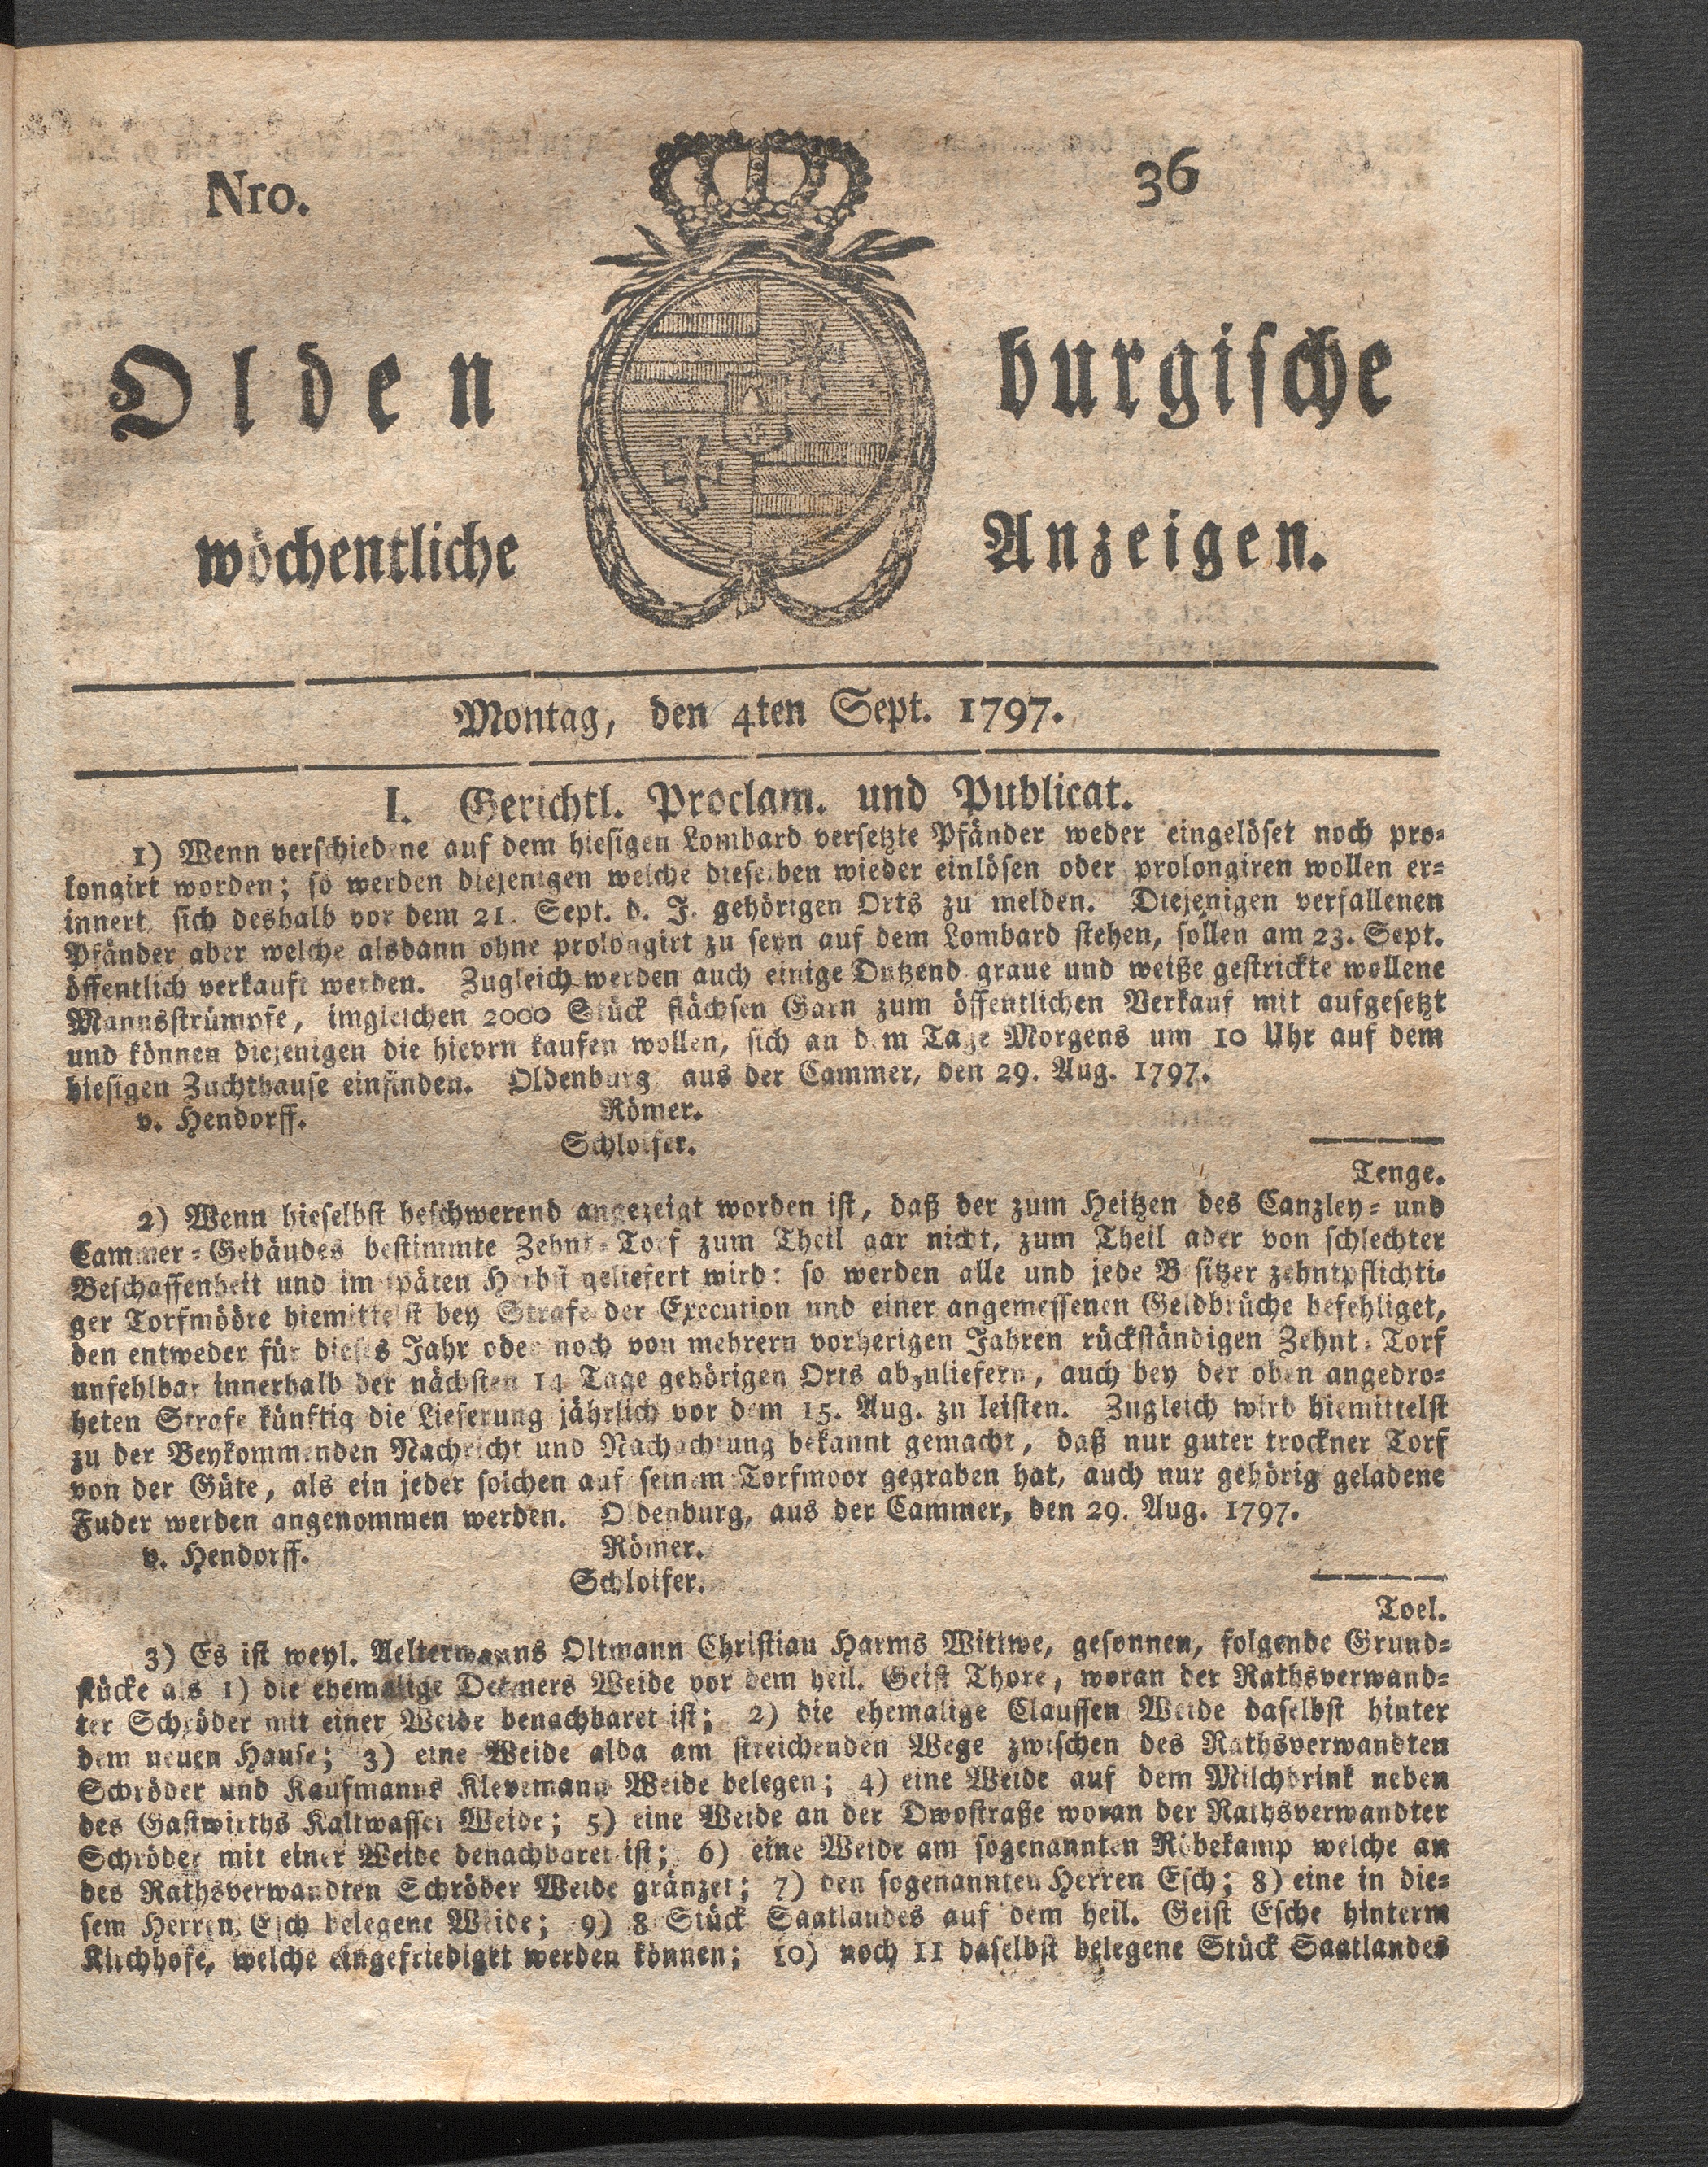 Nro. 36
Olden burgische
wöchentliche Anzeigen.
Montag, den 4ten Sept. 1797.
I. Gerichtl. Proclam. und Publicat.
1) Wenn verschiedene auf dem hiesigen Lombard versetzte Pfänder weder eingelöset noch pro-
longirt worden; so werden diejenigen welche dieselben wieder einlösen oder prolongiren wollen er-
innert, sich deshalb vor dem 21. Sept. d. J. gehörigen Orts zu melden. Diejenigen verfallenen
Pfänder aber welche alsdann ohne prolongirt zu seyn auf dem Lombard stehen, sollen am 23. Sept.
öffentlich verkauft werden. Zugleich werden auch einige Dutzend graue und weiße gestrickte wollene
Mannsstrümpfe, imgleichen 2000 Stück flächsen Garn zum öffentlichen Verkauf mit aufgesetzt
und können diejenigen die hievrn kaufen wollen, sich an dem Tage Morgens um 10 Uhr auf dem
hiesigen Zuchthause einfinden. Oldenburg aus der Cammer, den 29. Aug. 1797.
v. Hendorff. Römer.
Schloifer.
Tenge.
2) Wenn hieselbst beschwerend angezeigt worden ist, daß der zum Heitzen des Canzley- und
Cammer-Gebäudes bestimmte Zehnt-Torf zum Theil gar nicht, zum Theil aber von schlechter
Beschaffenheit und im späten Herbst geliefert wird: so werden alle und jede Besitzer zehntpflichti-
ger Torfmööre hiemittelst bey Strafe der Execution und einer angemessenen Geldbrüche befehliget,
den entweder für dieses Jahr oder noch von mehrern vorherigen Jahren rückständigen Zehnt-Torf
unfehlbar innerhalb der nächsten 14 Tage gehörigen Orts abzuliefern, auch bey der oben angedro-
heten Strafe künftig die Lieferung jährlich vor dem 15. Aug. zu leisten. Zugleich wird hiemittelst
zu der Beykommenden Nachricht und Nachachtung bekannt gemacht, daß nur guter trockner Torf
von der Güte, als ein jeder solchen auf seinem Torfmoor gegraben hat, auch nur gehörig geladene
Fuder werden angenommen werden. Oldenburg, aus der Cammer, den 29. Aug. 1797.
v. Hendorff. Römer.
Schloifer.
Toel.
3) Es ist weyl. Aeltermanns Oltmann Christian Harms Wittwe, gesonnen, folgende Grund-
stücke als 1) die ehemalige Detmers Weide vor dem heil. Geist Thore, woran der Rathsverwand-
ter Schröder mit einer Weide benachbaret ist; 2) die ehemalige Claussen Weide daselbst hinter
dem neuen Hause; 3) eine Weide alda am streichenden Wege zwischen des Rathsverwandten
Schröder und Kaufmanns Klevemann Weide belegen; 4) eine Weide auf dem Milchbrink neben
des Gastwirths Kaltwasser Weide; 5) eine Weide an der Dwostraße woran der Rathsverwandter
Schröder mit einer Weide benachbaret ist; 6) eine Weide am sogenannten Röbekamp welche an
des Rathsverwandten Schröder Weide gränzet; 7) den sogenannten Herren Esch; 8) eine in die-
sem Herren Esch belegene Weide; 9) 8 Stück Saatlandes auf dem heil. Geist Esche hinterm
Kirchhofe, welche eingefriediget werden können; 10) noch 11 daselbst belegene Stück Saatlandes